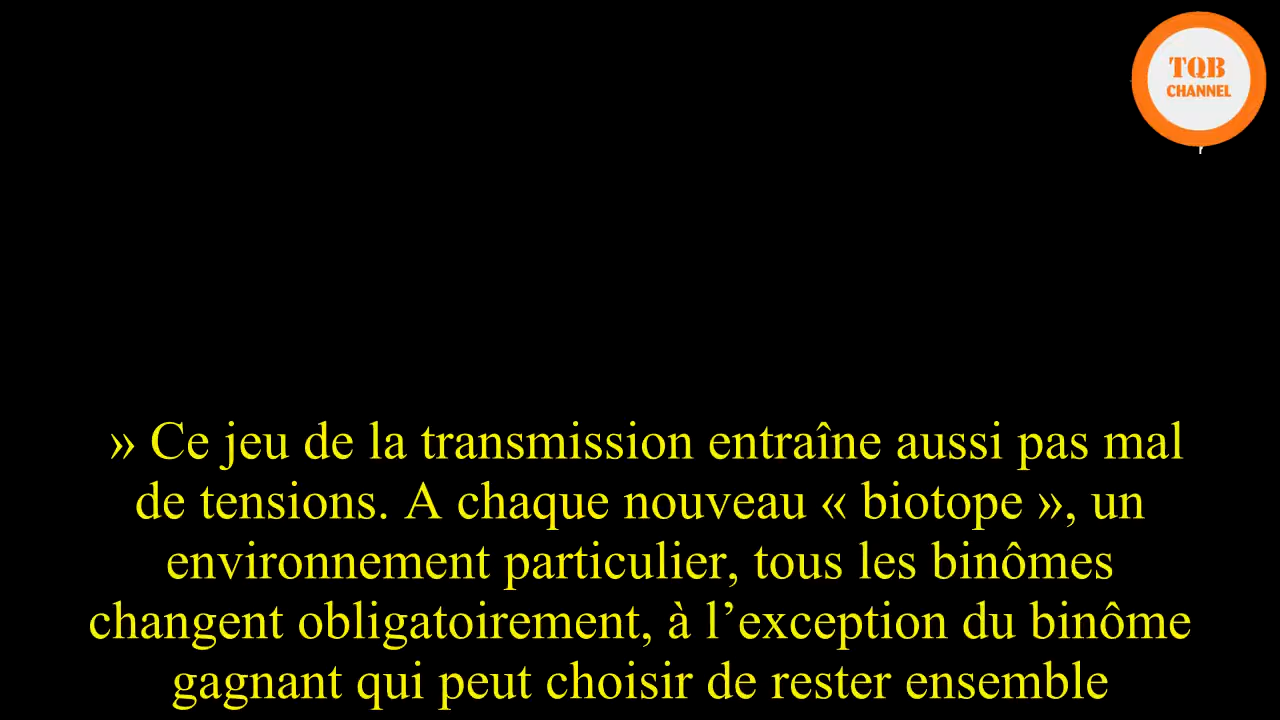 TQB
CHANNEL
r
» Ce jeu de la transmission entraîne aussi pas mal
de tensions. A chaque nouveau « biotope », un
environnement particulier, tous les binômes
changent obligatoirement, à l’exception du binôme
gagnant qui peut choisir de rester ensemble